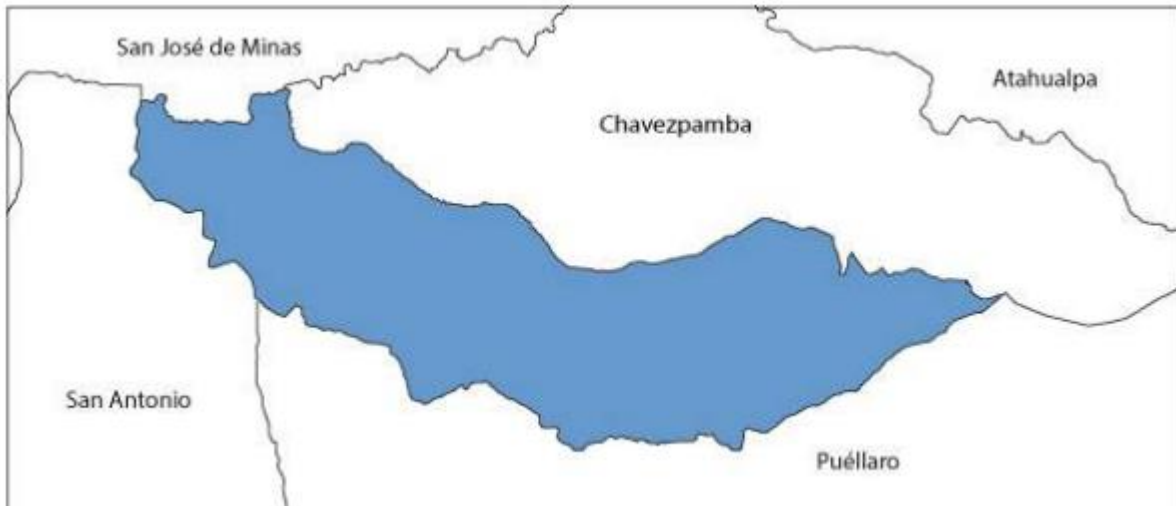 San José de Minas
Atahualpa
Chavezpamba
San Antonio
Puéllaro